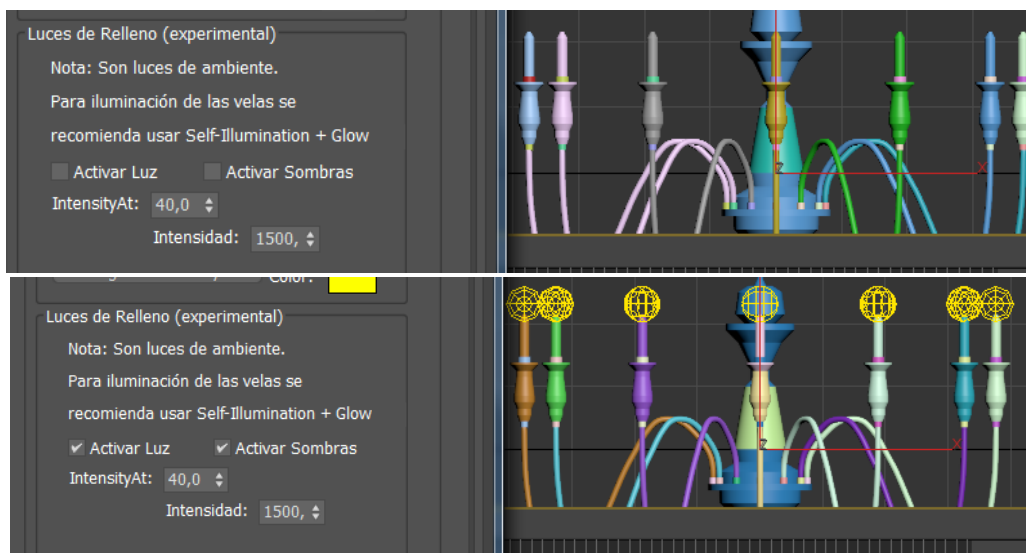 Luces de Relleno (experimental)
Nota: Son luces de ambiente.
Para iluminación de las velas se
recomienda usar Self-Illumination + Glow
Activar Luz Activar Sombras
IntensityAt: 40,0
Intensidad: 1500,
X
Z
Color:
Luces de Relleno (experimental)
Nota: Son luces de ambiente.
Para iluminación de las velas se
recomienda usar Self-Illumination + Glow
Activar Luz Activar Sombras
IntensityAt: 40,0
Intensidad: 1500,
X
Z